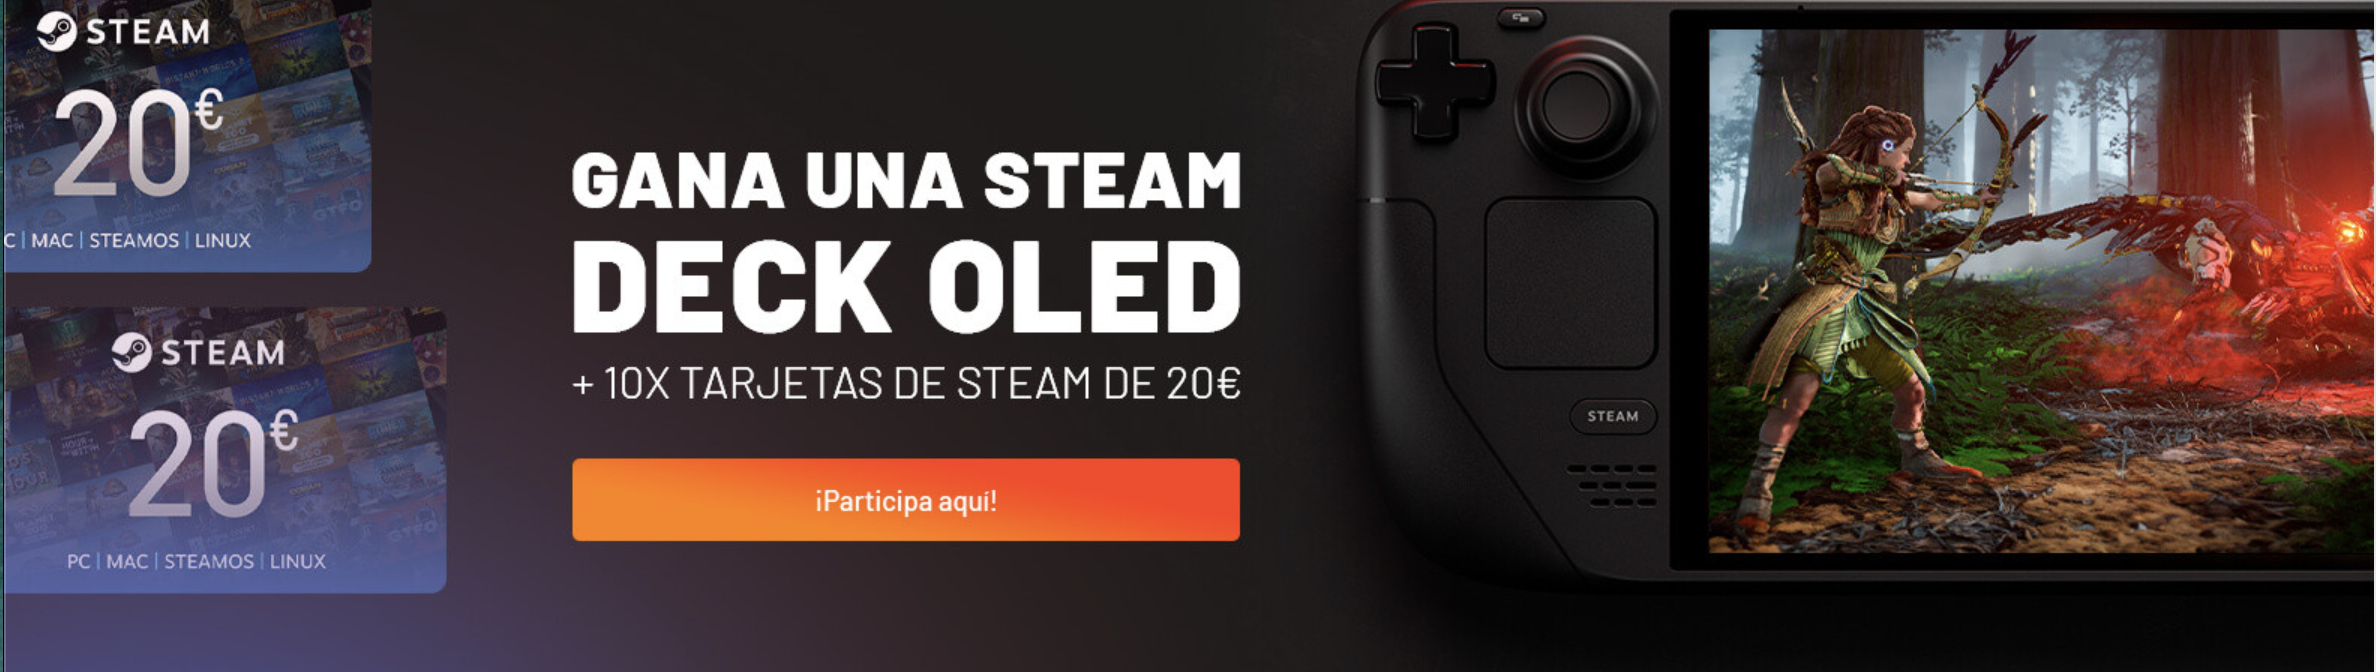 STEAM
20€
C | MAC | STEAMOS | LINUX
STEAM
20€
PC | MAC | STEAMOS | LINUX
GANA UNA STEAM
DECK OLED
+ 10X TARJETAS DE STEAM DE 20€
¡Participa aquí!
STEAM